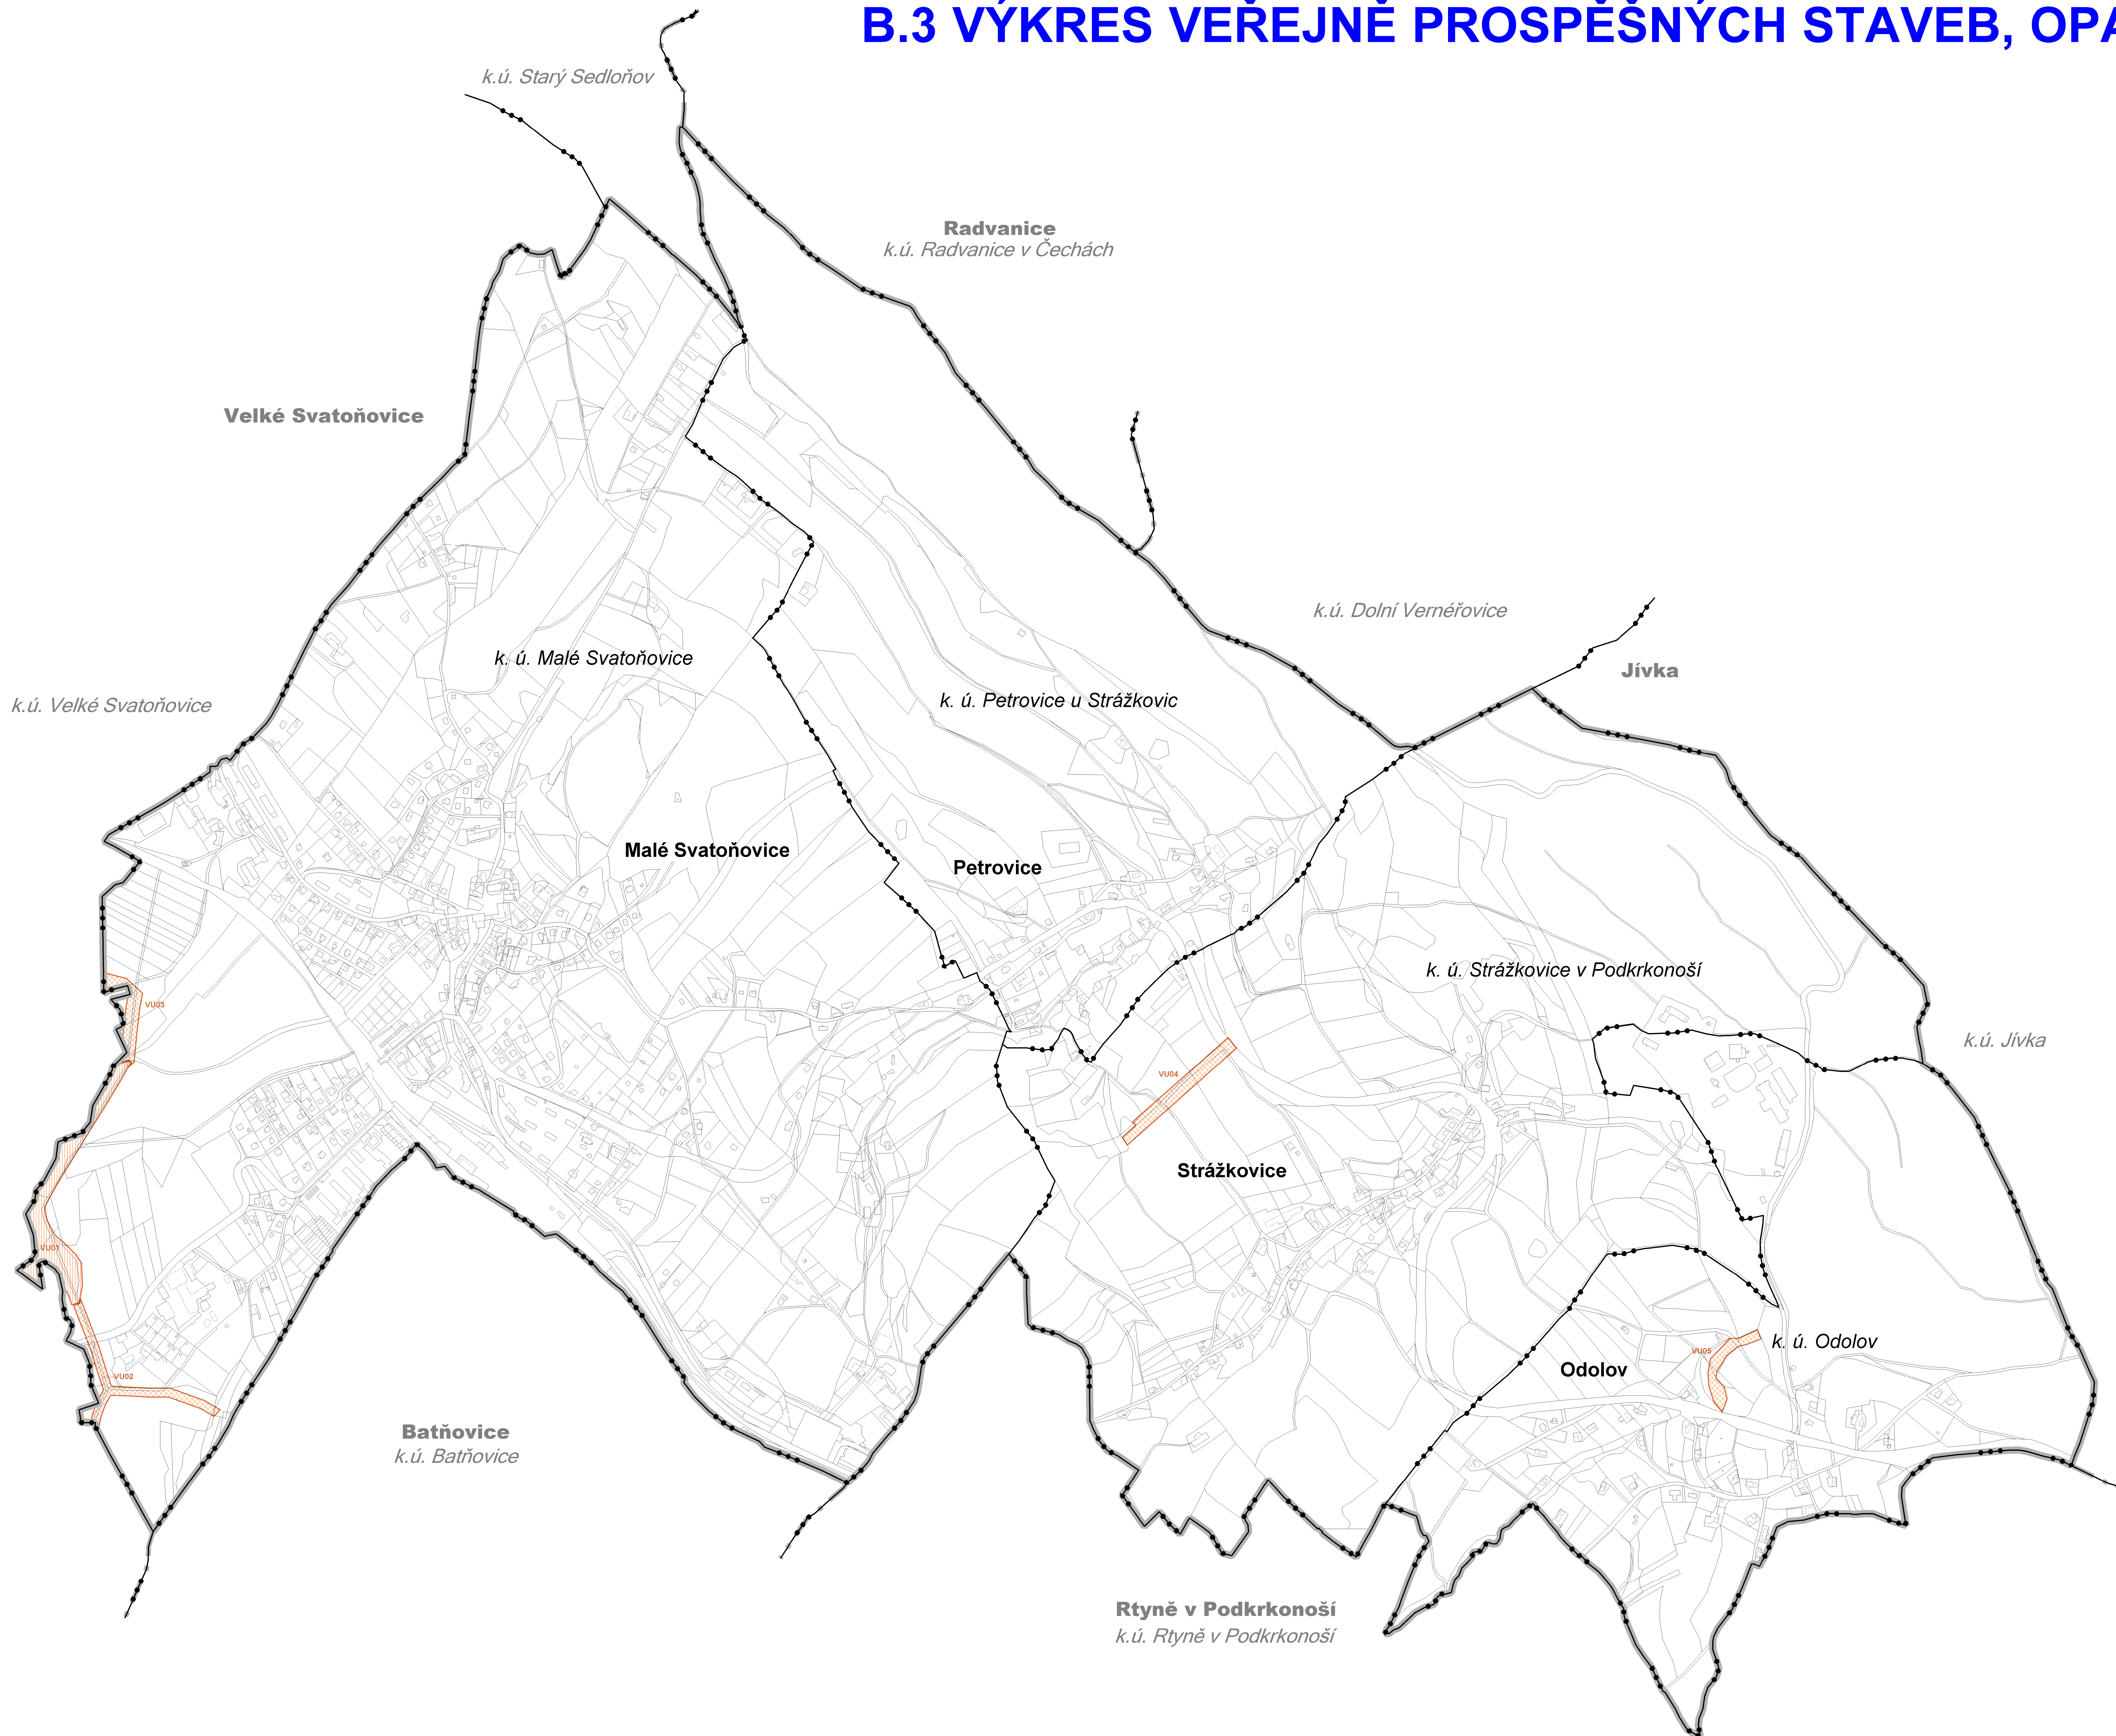 B.3 VÝKRES VEŘEJNĚ PROSPĚŠNÝCH STAVEB, OPA
k.ú. Starý Sedloňov
Radvanice
k.ú. Radvanice v Čechách
Velké Svatoňovice
k.ú. Dolní Vernéřovice
k. ú. Malé Svatoňovice
Jívka
k. ú. Petrovice u Strážkovic
k.ú. Velké Svatoňovice
Malé Svatoňovice
Petrovice
k. ú. Strážkovice v Podkrkonoší
VU03
k.ú. Jívka
VU04
Strážkovice
VU01
k. ú. Odolov
VU05
Odolov
VU02
Batňovice
k.ú. Batňovice
Rtyně v Podkrkonoší
k.ú. Rtyně v Podkrkonoší